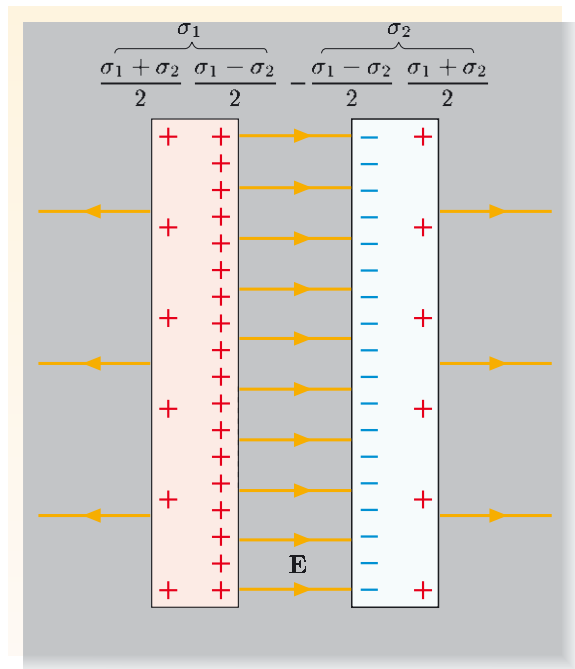 σ₁ σ₂
(σ₁ + σ₂)/2 (σ₁ − σ₂)/2 −(σ₁ − σ₂)/2 (σ₁ + σ₂)/2
E